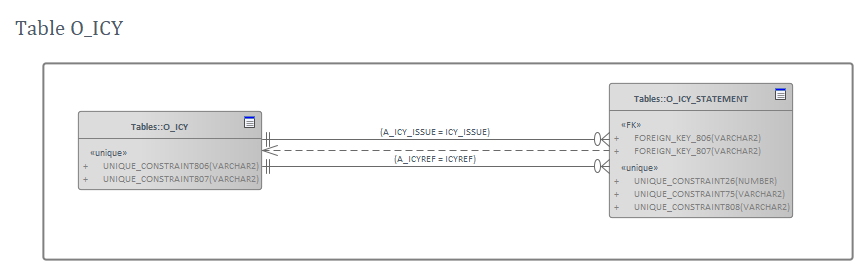 Table O_ICY
Tables::O_ICY
«unique»
+ UNIQUE_CONSTRAINT806(VARCHAR2)
+ UNIQUE_CONSTRAINT807(VARCHAR2)
(A_ICY_ISSUE = ICY_ISSUE)
(A_ICYREF = ICYREF)
Tables::O_ICY_STATEMENT
«FK»
+ FOREIGN_KEY_806(VARCHAR2)
+ FOREIGN_KEY_807(VARCHAR2)
«unique»
+ UNIQUE_CONSTRAINT26(NUMBER)
+ UNIQUE_CONSTRAINT75(VARCHAR2)
+ UNIQUE_CONSTRAINT808(VARCHAR2)